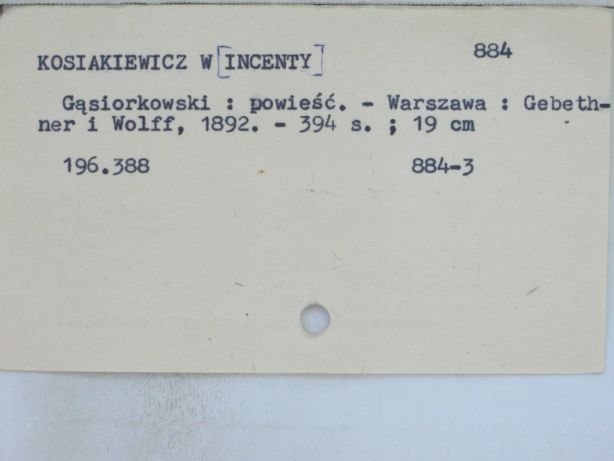 KOSIAKIEWICZ W[INCENTY] 884
Gąsiorkowski : powieść. - Warszawa : Gebeth-
ner i Wolff, 1892. - 394 s. ; 19 cm
196.388 884-3